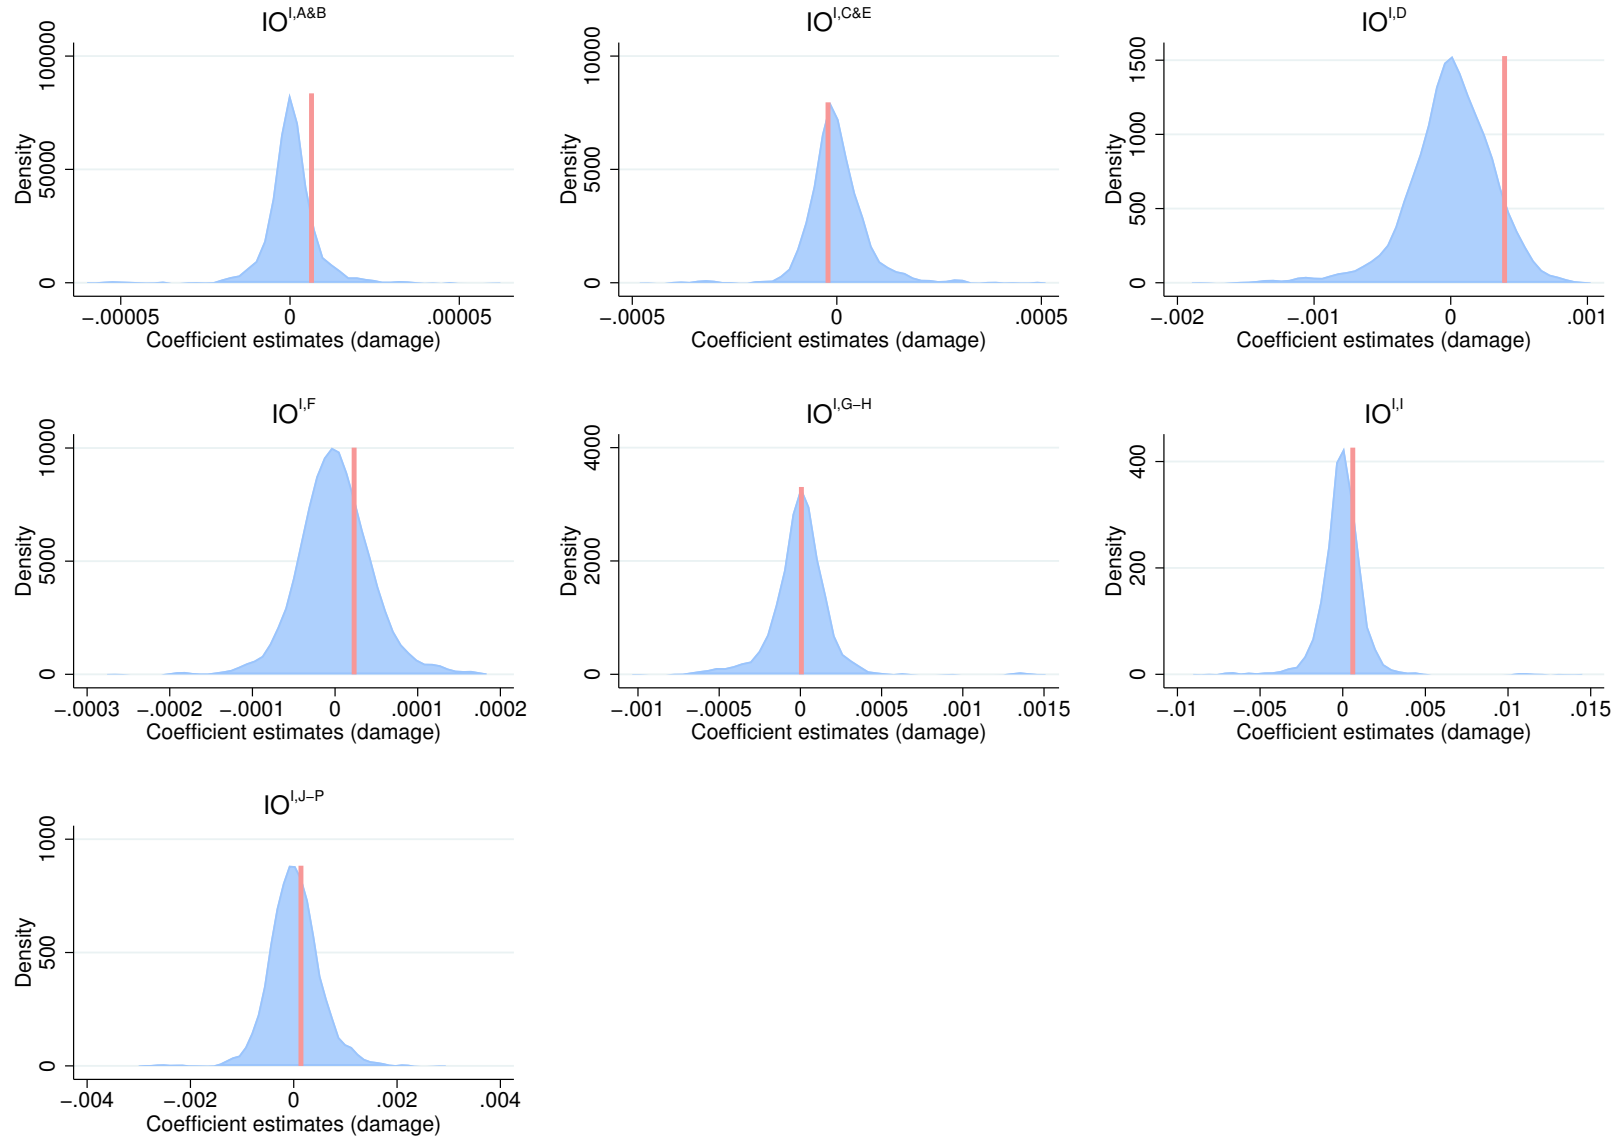 IO^I,A&B
Density
100000
50000
0
−.00005 0 .00005
Coefficient estimates (damage)
IO^I,C&E
Density
10000
5000
0
−.0005 0 .0005
Coefficient estimates (damage)
IO^I,D
Density
1500
1000
500
0
−.002 −.001 0 .001
Coefficient estimates (damage)
IO^I,F
Density
10000
5000
0
−.0003 −.0002 −.0001 0 .0001 .0002
Coefficient estimates (damage)
IO^I,G−H
Density
4000
2000
0
−.001 −.0005 0 .0005 .001 .0015
Coefficient estimates (damage)
IO^I,I
Density
400
200
0
−.01 −.005 0 .005 .01 .015
Coefficient estimates (damage)
IO^I,J−P
Density
1000
500
0
−.004 −.002 0 .002 .004
Coefficient estimates (damage)